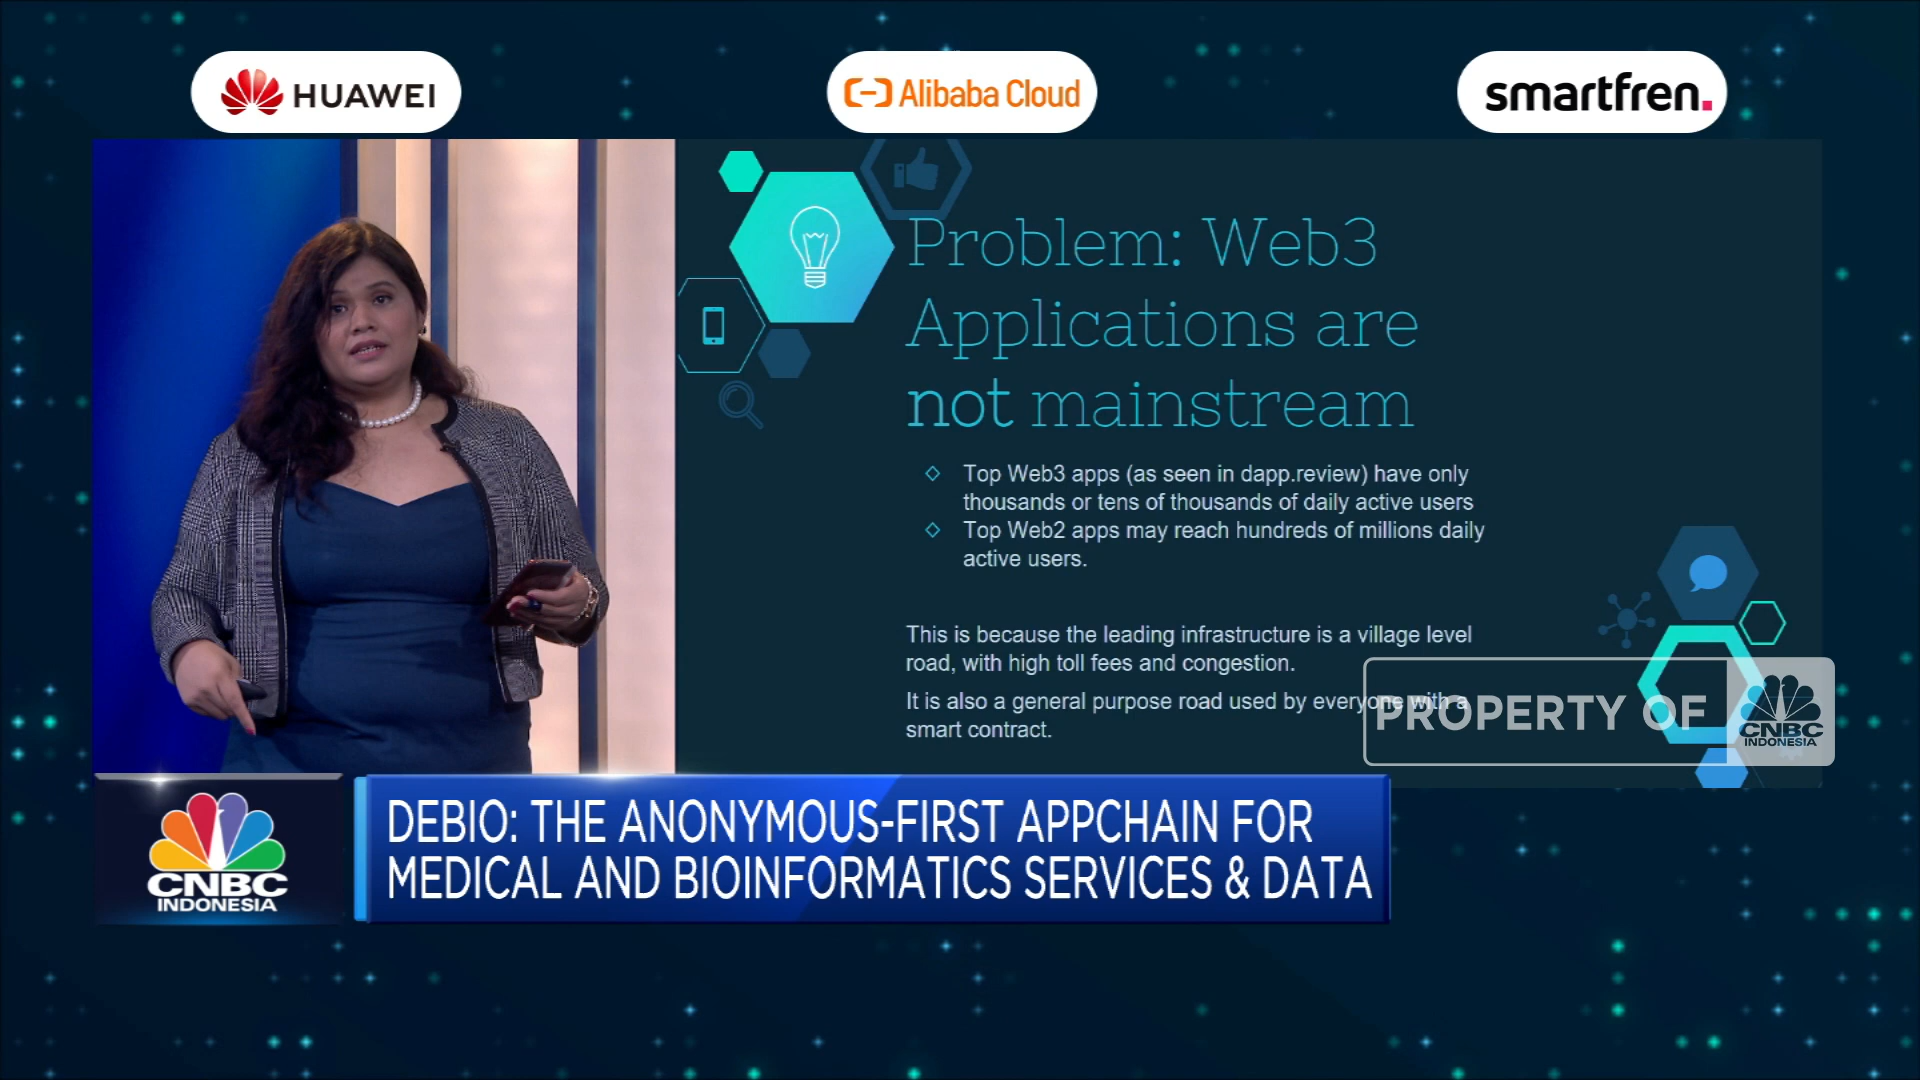 HUAWEI
Alibaba Cloud
smartfren.
Problem: Web3
Applications are
not mainstream
Top Web3 apps (as seen in dapp.review) have only
thousands or tens of thousands of daily active users
Top Web2 apps may reach hundreds of millions daily
active users.
This is because the leading infrastructure is a village level
road, with high toll fees and congestion.
It is also a general purpose road used by everyone with a
smart contract.
PROPERTY OF
CNBC
INDONESIA
CNBC
INDONESIA
DEBIO: THE ANONYMOUS-FIRST APPCHAIN FOR
MEDICAL AND BIOINFORMATICS SERVICES & DATA